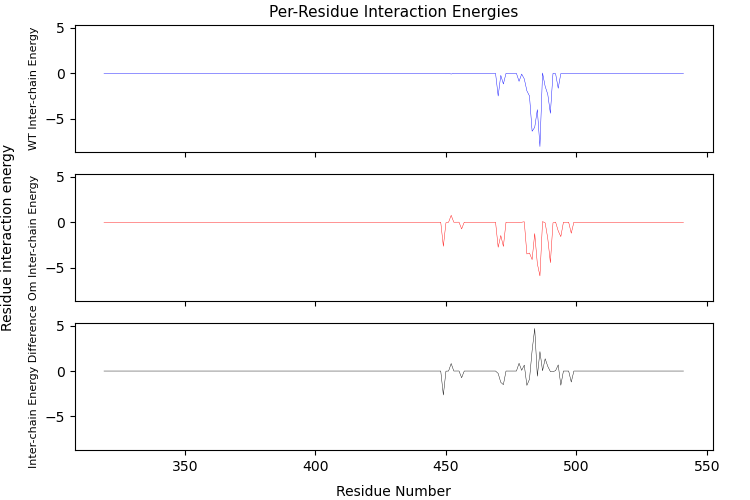 Per-Residue Interaction Energies
Residue interaction energy
WT Inter-chain Energy
5
0
−5
Om Inter-chain Energy
5
0
−5
Inter-chain Energy Difference
5
0
−5
350
400
450
500
550
Residue Number